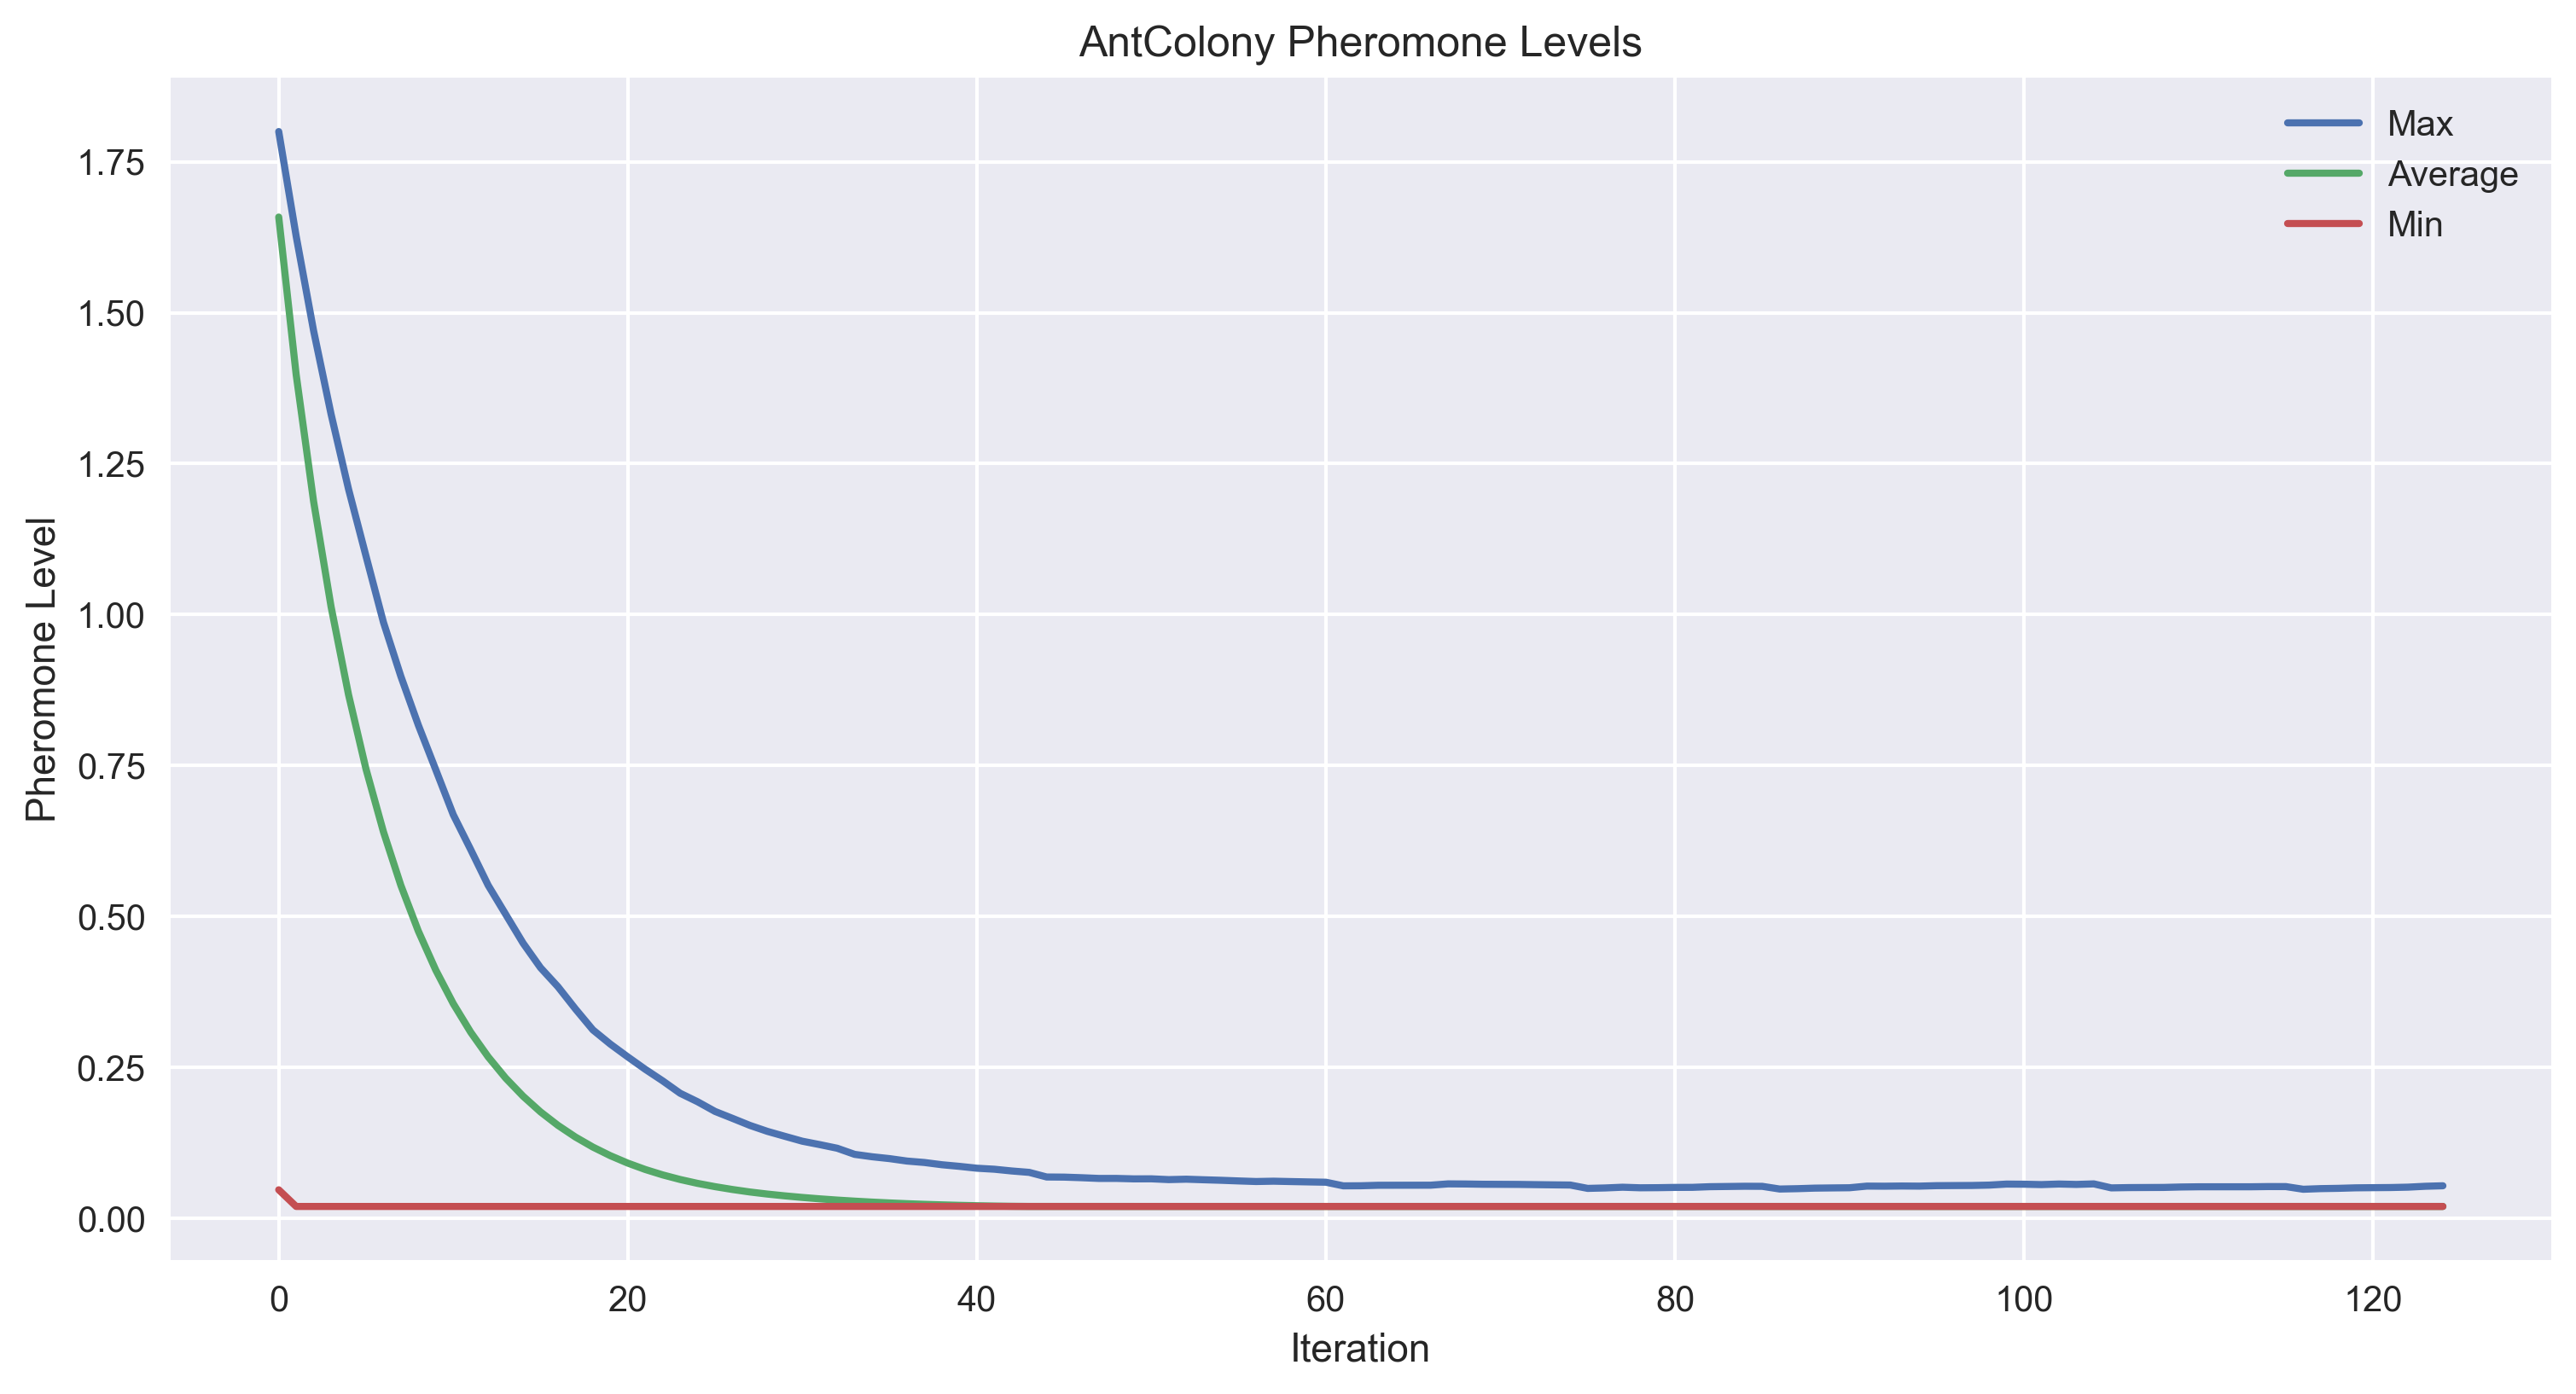 AntColony Pheromone Levels
Max
Average
Min
Pheromone Level
1.75
1.50
1.25
1.00
0.75
0.50
0.25
0.00
0 20 40 60 80 100 120
Iteration